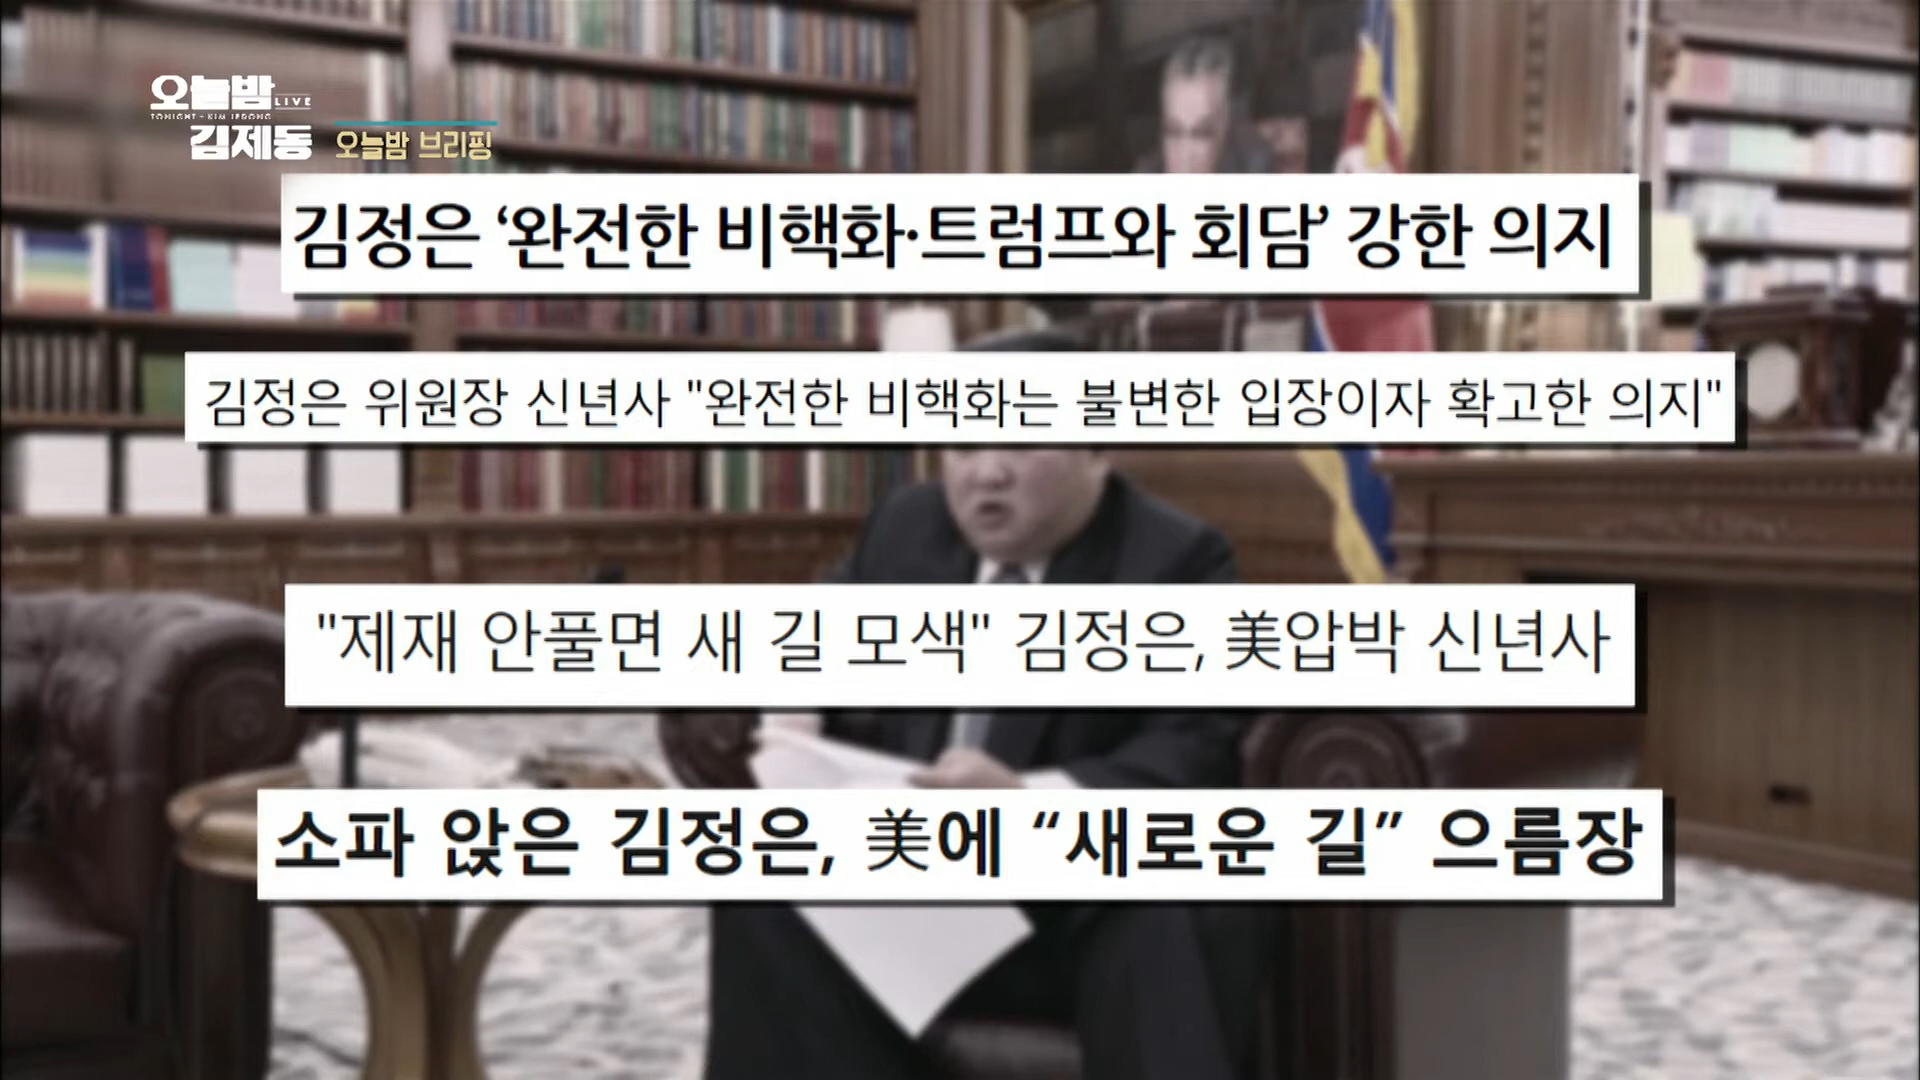 오늘밤 LIVE
TONIGHT - KIM JEDONG
김제동 오늘밤 브리핑
김정은 ‘완전한 비핵화·트럼프와 회담’ 강한 의지
김정은 위원장 신년사 "완전한 비핵화는 불변한 입장이자 확고한 의지"
"제재 안풀면 새 길 모색" 김정은, 美압박 신년사
소파 앉은 김정은, 美에 “새로운 길” 으름장